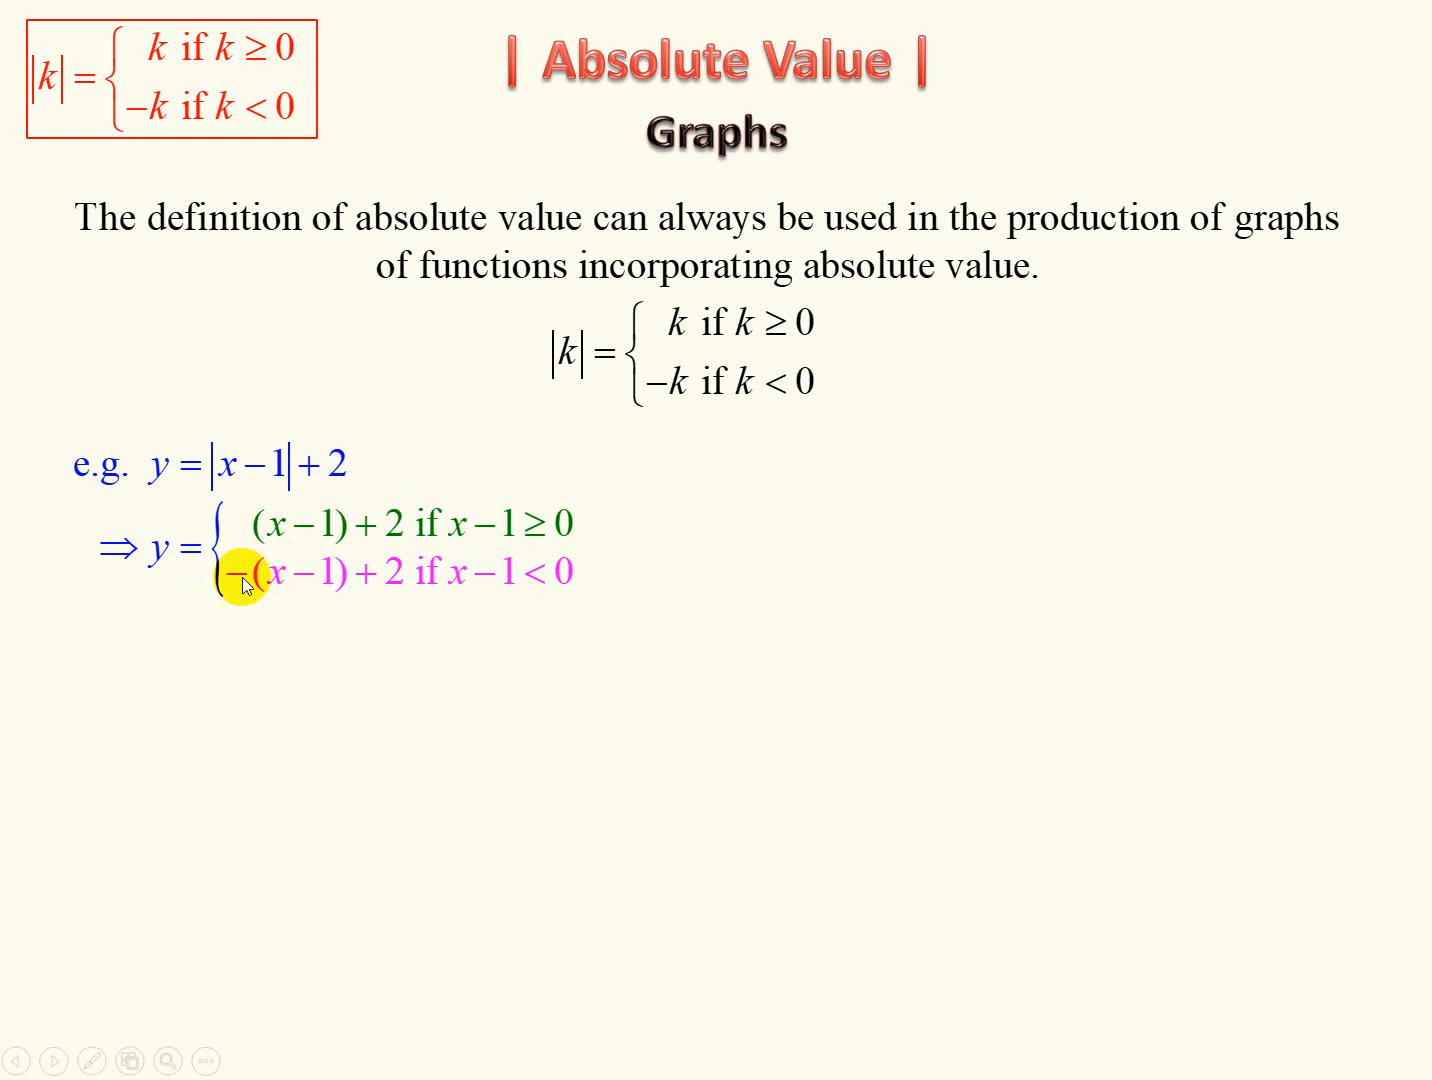 |k| = { k if k ≥ 0
−k if k < 0
| Absolute Value |
Graphs
The definition of absolute value can always be used in the production of graphs
of functions incorporating absolute value.
|k| = { k if k ≥ 0
−k if k < 0
e.g. y = |x − 1| + 2
⇒ y = { (x − 1) + 2 if x − 1 ≥ 0
−(x − 1) + 2 if x − 1 < 0